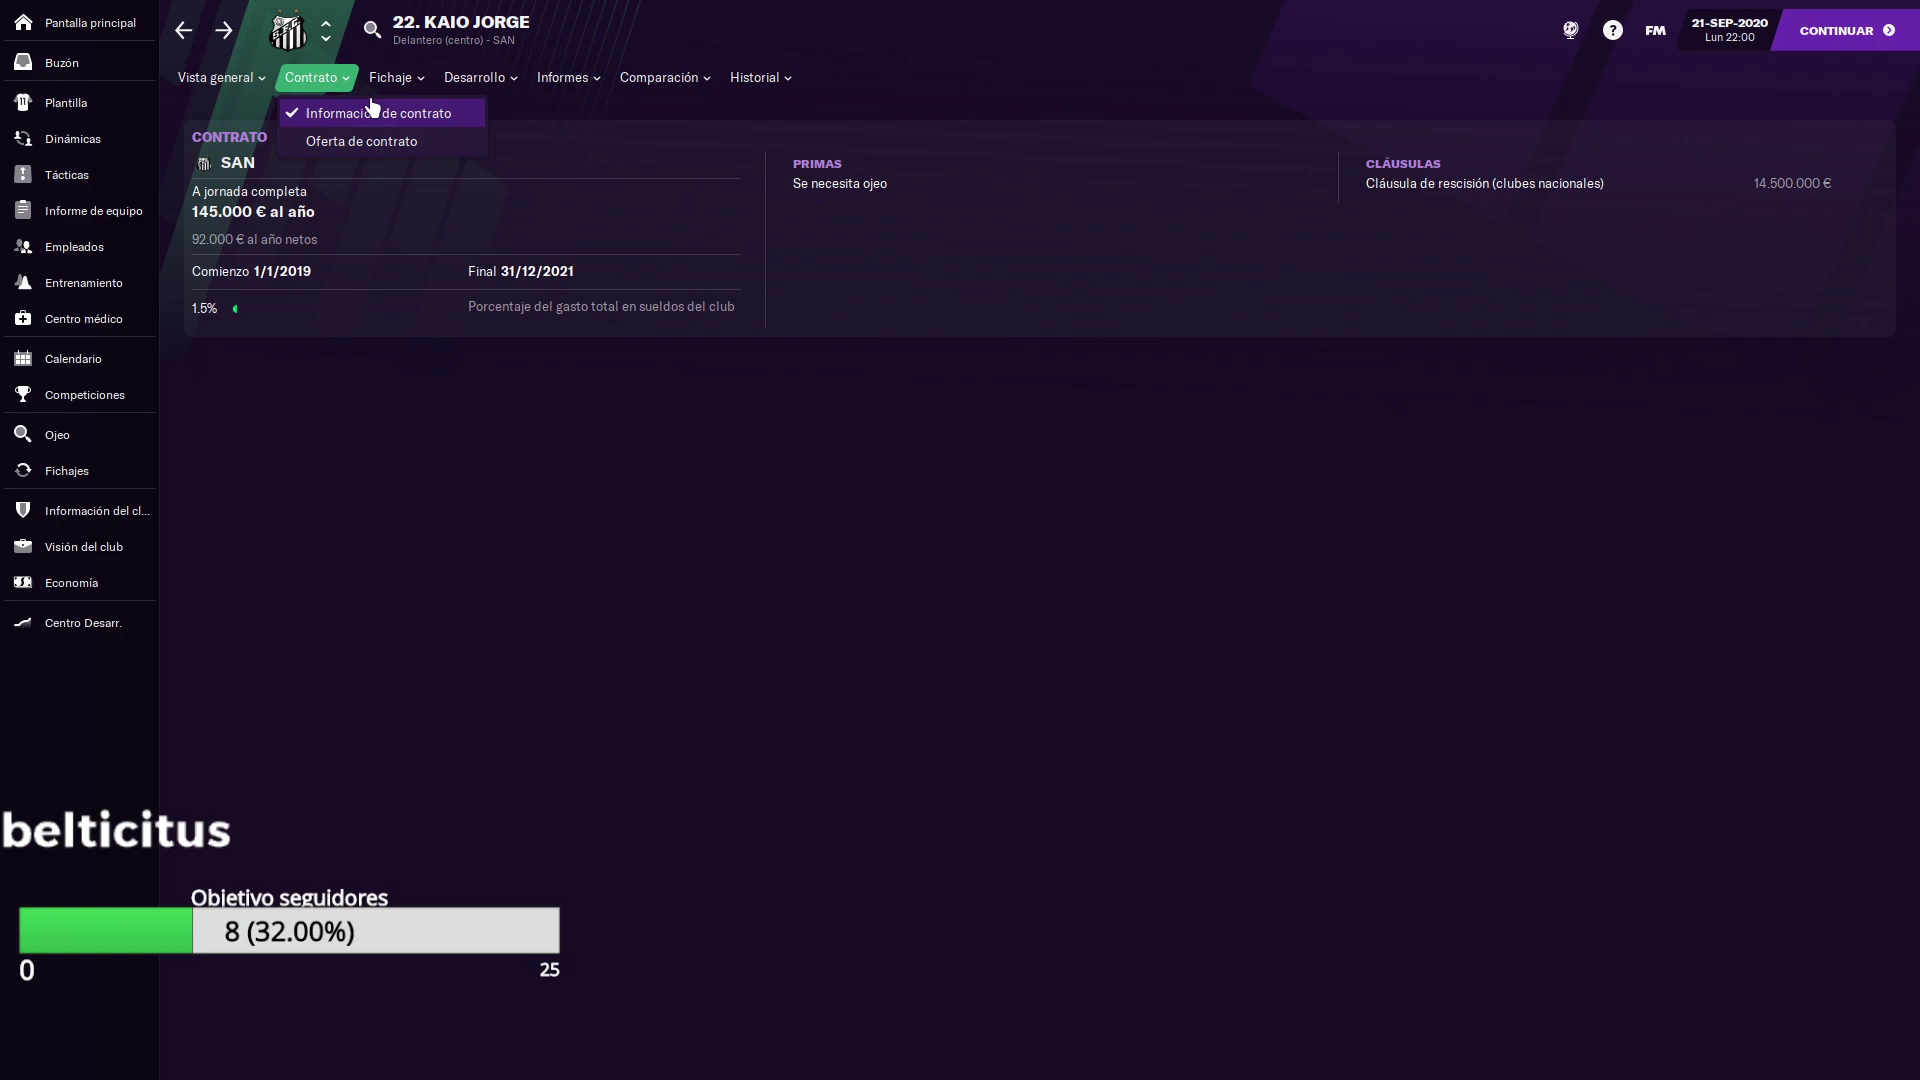 Pantalla principal
Buzón
Plantilla
Dinámicas
Tácticas
Informe de equipo
Empleados
Entrenamiento
Centro médico
Calendario
Competiciones
Ojeo
Fichajes
Información del cl...
Visión del club
Economía
Centro Desarr.
22. KAIO JORGE
Delantero (centro) - SAN
FM
21-SEP-2020
Lun 22:00
CONTINUAR
Vista general
Contrato
Fichaje
Desarrollo
Informes
Comparación
Historial
Información de contrato
Oferta de contrato
CONTRATO
SAN
A jornada completa
145.000 € al año
92.000 € al año netos
Comienzo 1/1/2019
Final 31/12/2021
1.5%
Porcentaje del gasto total en sueldos del club
PRIMAS
Se necesita ojeo
CLÁUSULAS
Cláusula de rescisión (clubes nacionales) 14.500.000 €
belticitus
Objetivo seguidores
8 (32.00%)
0
25